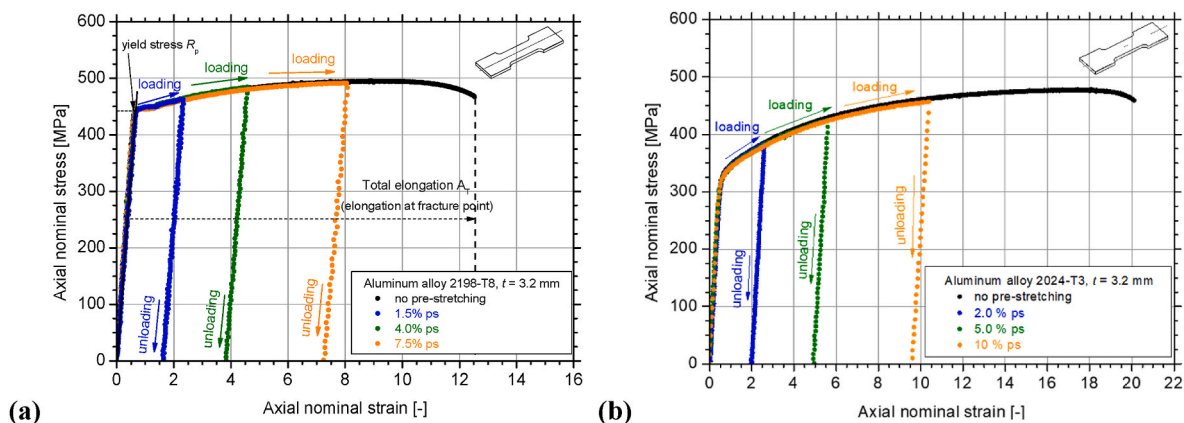 600
500
400
300
200
100
0
Axial nominal stress [MPa]
yield stress Rp
loading
loading
loading
Total elongation AT
(elongation at fracture point)
unloading
unloading
unloading
Aluminum alloy 2198-T8, t = 3.2 mm
no pre-stretching
1.5% ps
4.0% ps
7.5% ps
0 2 4 6 8 10 12 14 16
Axial nominal strain [-]
(a)
600
500
400
300
200
100
0
Axial nominal stress [MPa]
loading
loading
loading
unloading
unloading
unloading
Aluminum alloy 2024-T3, t = 3.2 mm
no pre-stretching
2.0 % ps
5.0 % ps
10 % ps
0 2 4 6 8 10 12 14 16 18 20 22
Axial nominal strain [-]
(b)